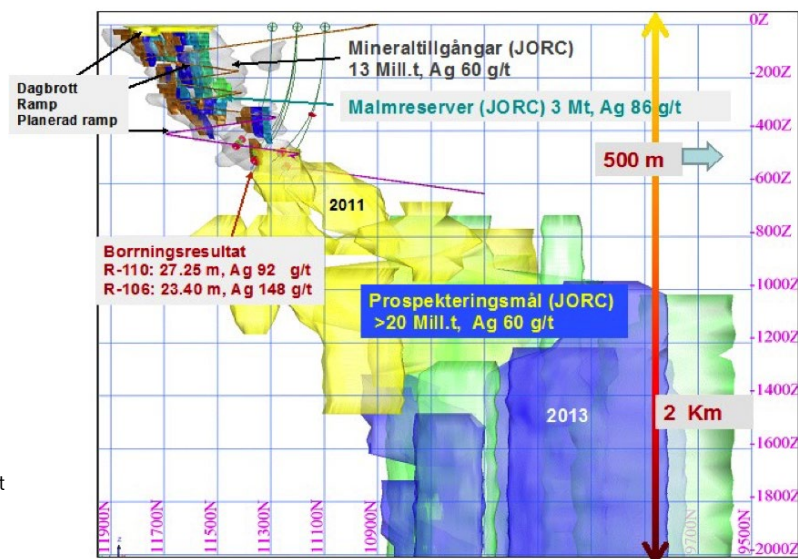 Dagbrott
Ramp
Planerad ramp
Mineraltillgångar (JORC)
13 Mill.t, Ag 60 g/t
Malmreserver (JORC) 3 Mt, Ag 86 g/t
500 m
2011
Borrningsresultat
R-110: 27.25 m, Ag 92 g/t
R-106: 23.40 m, Ag 148 g/t
Prospekteringsmål (JORC)
>20 Mill.t, Ag 60 g/t
2013
2 Km
t
0Z
-200Z
-400Z
-600Z
-800Z
-1000Z
-1200Z
-1400Z
-1600Z
-1800Z
-2000Z
11900N
11700N
11500N
11300N
11100N
10900N
9700N
9500N